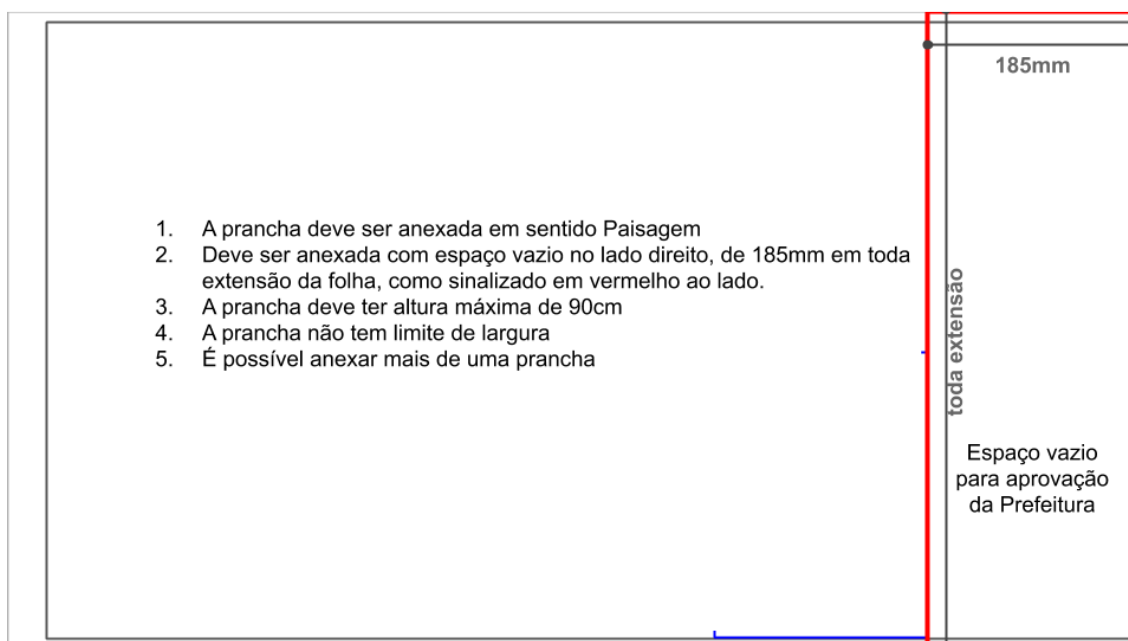 185mm
1. A prancha deve ser anexada em sentido Paisagem
2. Deve ser anexada com espaço vazio no lado direito, de 185mm em toda
extensão da folha, como sinalizado em vermelho ao lado.
3. A prancha deve ter altura máxima de 90cm
4. A prancha não tem limite de largura
5. É possível anexar mais de uma prancha
toda extensão
Espaço vazio
para aprovação
da Prefeitura